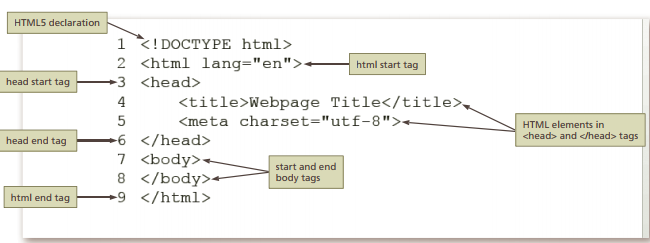 HTML5 declaration
1 <!DOCTYPE html>
2 <html lang="en">
html start tag
head start tag
3 <head>
4 <title>Webpage Title</title>
5 <meta charset="utf-8">
HTML elements in
<head> and </head> tags
head end tag
6 </head>
7 <body>
start and end
body tags
8 </body>
html end tag
9 </html>